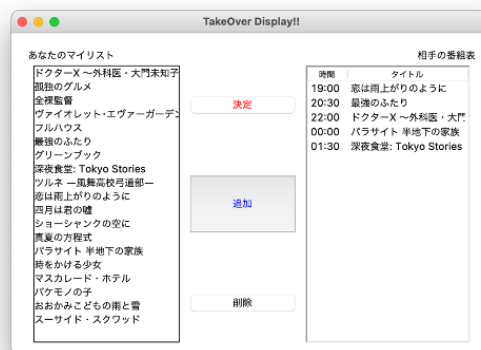 TakeOver Display!!
あなたのマイリスト
ドクターX ～外科医・大門未知子
孤独のグルメ
全裸監督
ヴァイオレット・エヴァーガーデン
フルハウス
最強のふたり
グリーンブック
深夜食堂: Tokyo Stories
ツルネ ―風舞高校弓道部―
恋は雨上がりのように
四月は君の嘘
ショーシャンクの空に
真夏の方程式
パラサイト 半地下の家族
時をかける少女
マスカレード・ホテル
バケモノの子
おおかみこどもの雨と雪
スーサイド・スクワッド
決定
追加
削除
相手の番組表
時間 タイトル
19:00 恋は雨上がりのように
20:30 最強のふたり
22:00 ドクターX ～外科医・大門
00:00 パラサイト 半地下の家族
01:30 深夜食堂: Tokyo Stories